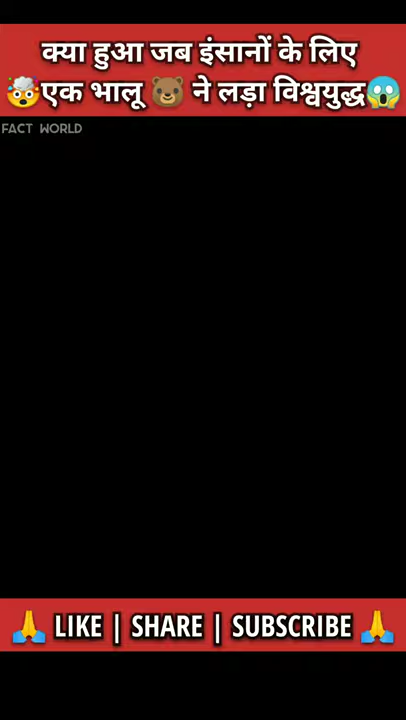 क्या हुआ जब इंसानों के लिए
🤯एक भालू 🐻 ने लड़ा विश्वयुद्ध😱
FACT WORLD
🙏 LIKE | SHARE | SUBSCRIBE 🙏